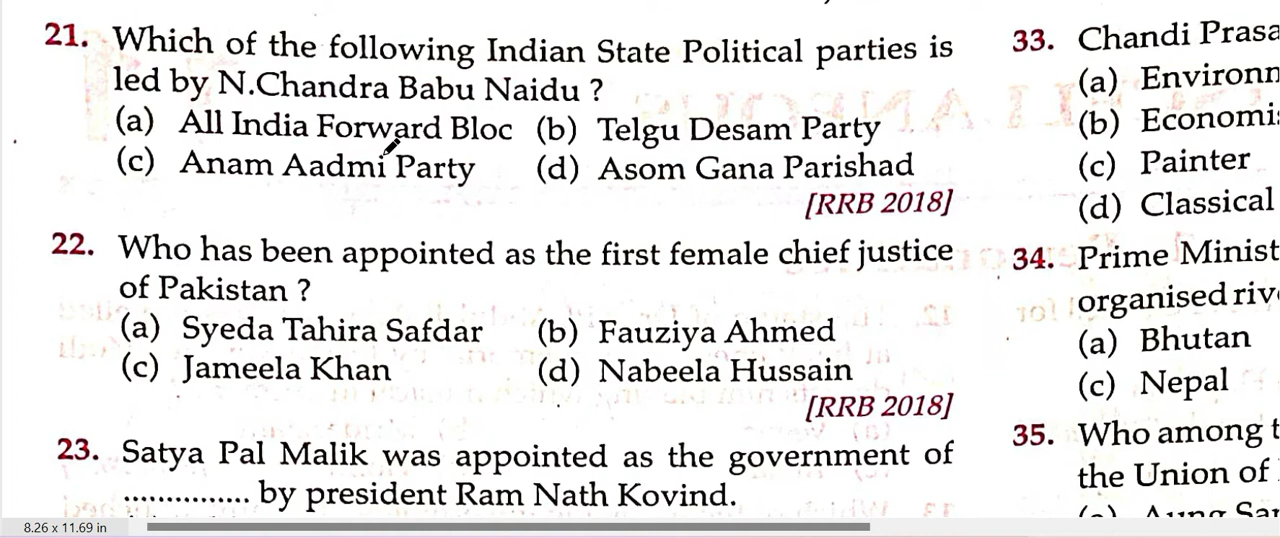 21. Which of the following Indian State Political parties is
led by N.Chandra Babu Naidu ?
(a) All India Forward Bloc (b) Telgu Desam Party
(c) Anam Aadmi Party (d) Asom Gana Parishad
[RRB 2018]
22. Who has been appointed as the first female chief justice
of Pakistan ?
(a) Syeda Tahira Safdar (b) Fauziya Ahmed
(c) Jameela Khan (d) Nabeela Hussain
[RRB 2018]
23. Satya Pal Malik was appointed as the government of
............... by president Ram Nath Kovind.
33. Chandi Prasa
(a) Environn
(b) Economi
(c) Painter
(d) Classical
34. Prime Minist
organised riv
(a) Bhutan
(c) Nepal
35. Who among t
the Union of
8.26 x 11.69 in